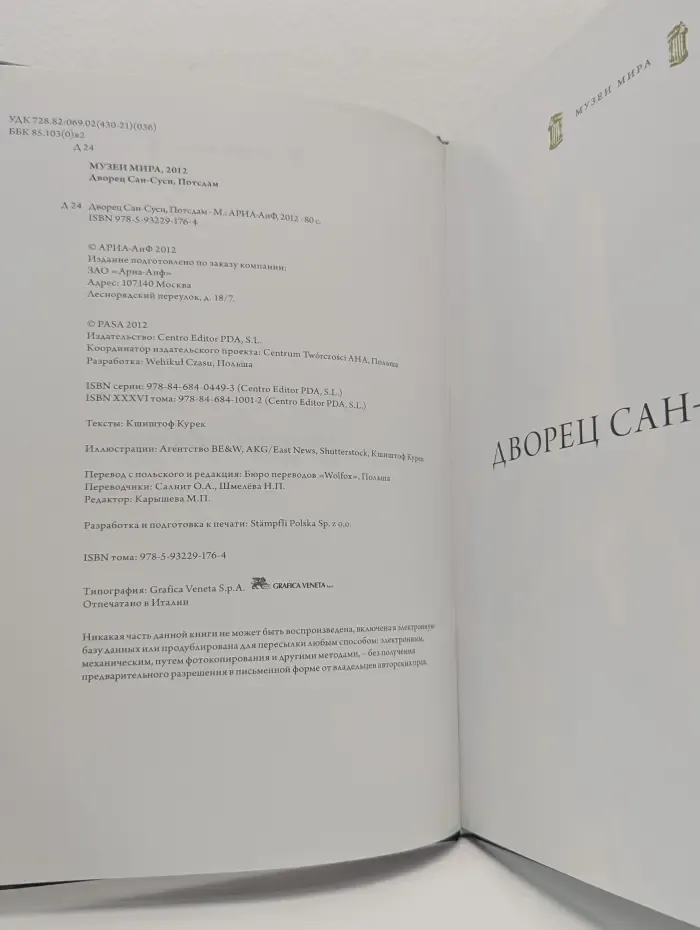 УДК 728.82:069.02(430-21)(036)
ББК 85.103(0)я2
Д 24
МУЗЕИ МИРА, 2012
Дворец Сан-Суси, Потсдам
Д 24 Дворец Сан-Суси, Потсдам - М.: АРИА-АиФ, 2012 - 80 с.
ISBN 978-5-93229-176-4
© АРИА-АиФ 2012
Издание подготовлено по заказу компании:
ЗАО «Ариа-Аиф»
Адрес: 107140 Москва
Леснорядский переулок, д. 18/7.
© PASA 2012
Издательство: Centro Editor PDA, S.L.
Координатор издательского проекта: Centrum Twórczości AHA, Польша
Разработка: Wehikuł Czasu, Польша
ISBN серии: 978-84-684-0449-3 (Centro Editor PDA, S.L.)
ISBN XXXVI тома: 978-84-684-1001-2 (Centro Editor PDA, S.L.)
Тексты: Кшиштоф Курек
Иллюстрации: Агентство BE&W, AKG/East News, Shutterstock, Кшиштоф Курек
Перевод с польского и редакция: Бюро переводов «Wolfox», Польша
Переводчики: Салнит О.А., Шмелёва Н.П.
Редактор: Карышева М.П.
Разработка и подготовка к печати: Stämpfli Polska Sp. z o.o.
ISBN тома: 978-5-93229-176-4
Типография: Grafica Veneta S.p.A. GRAFICA VENETA
Отпечатано в Италии
Никакая часть данной книги не может быть воспроизведена, включена в электронную
базу данных или продублирована для пересылки любым способом: электронным,
механическим, путем фотокопирования и другими методами, – без получения
предварительного разрешения в письменной форме от владельцев авторских прав.
МУЗЕИ МИРА
ДВОРЕЦ САН-